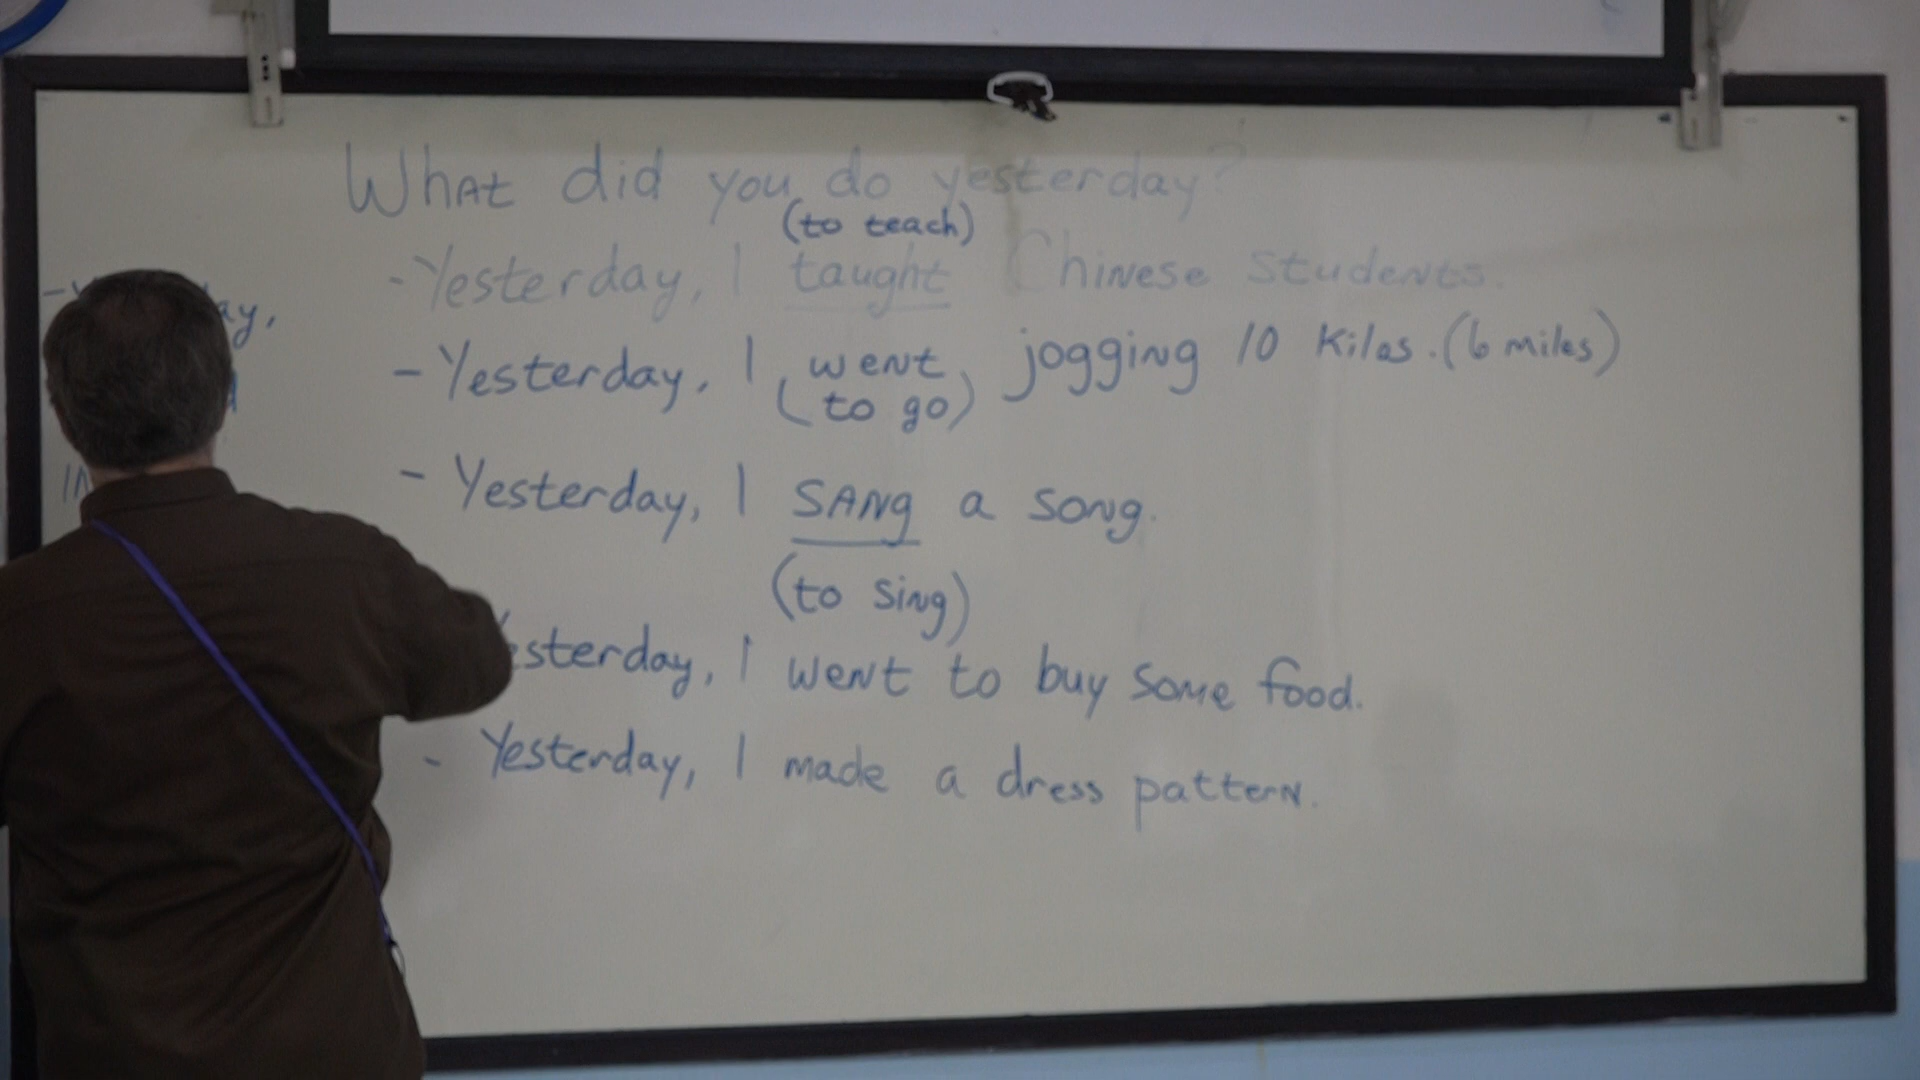 What did you do yesterday?
(to teach)
-Yesterday, I taught Chinese Students.
- Yesterday, I went jogging 10 Kilos. (6 miles)
(to go)
- Yesterday, I SANg a song.
(to sing)
esterday, I went to buy some food.
- Yesterday, I made a dress pattern.